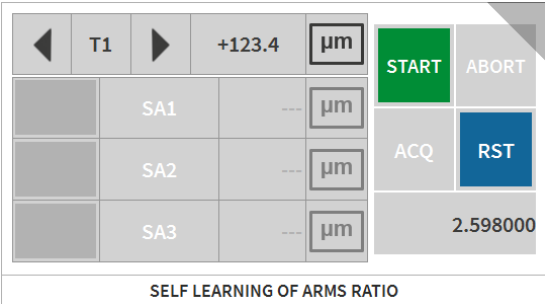 T1 +123.4 µm
START ABORT
SA1 --- µm
ACQ RST
SA2 --- µm
SA3 --- µm
2.598000
SELF LEARNING OF ARMS RATIO